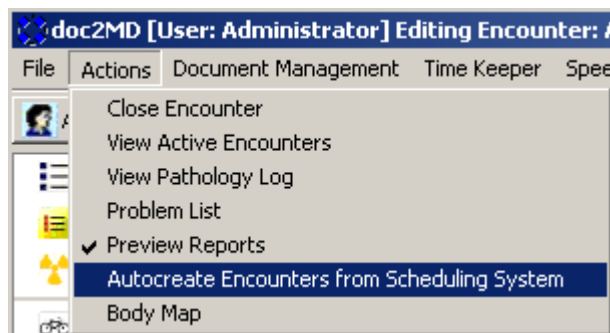 doc2MD [User: Administrator] Editing Encounter:
File Actions Document Management Time Keeper
Close Encounter
View Active Encounters
View Pathology Log
Problem List
Preview Reports
Autocreate Encounters from Scheduling System
Body Map